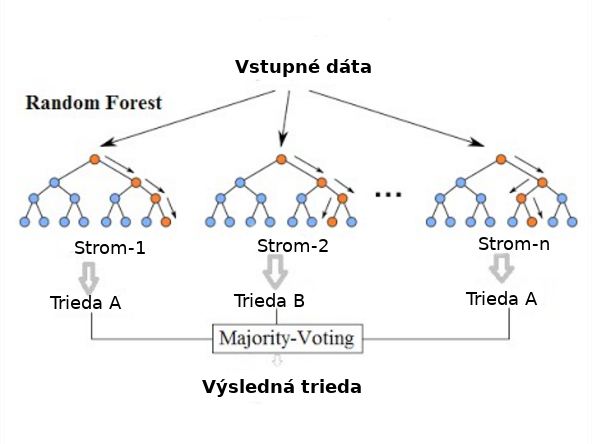 Vstupné dáta
Random Forest
...
Strom-1
Strom-2
Strom-n
Trieda A
Trieda B
Trieda A
Majority-Voting
Výsledná trieda